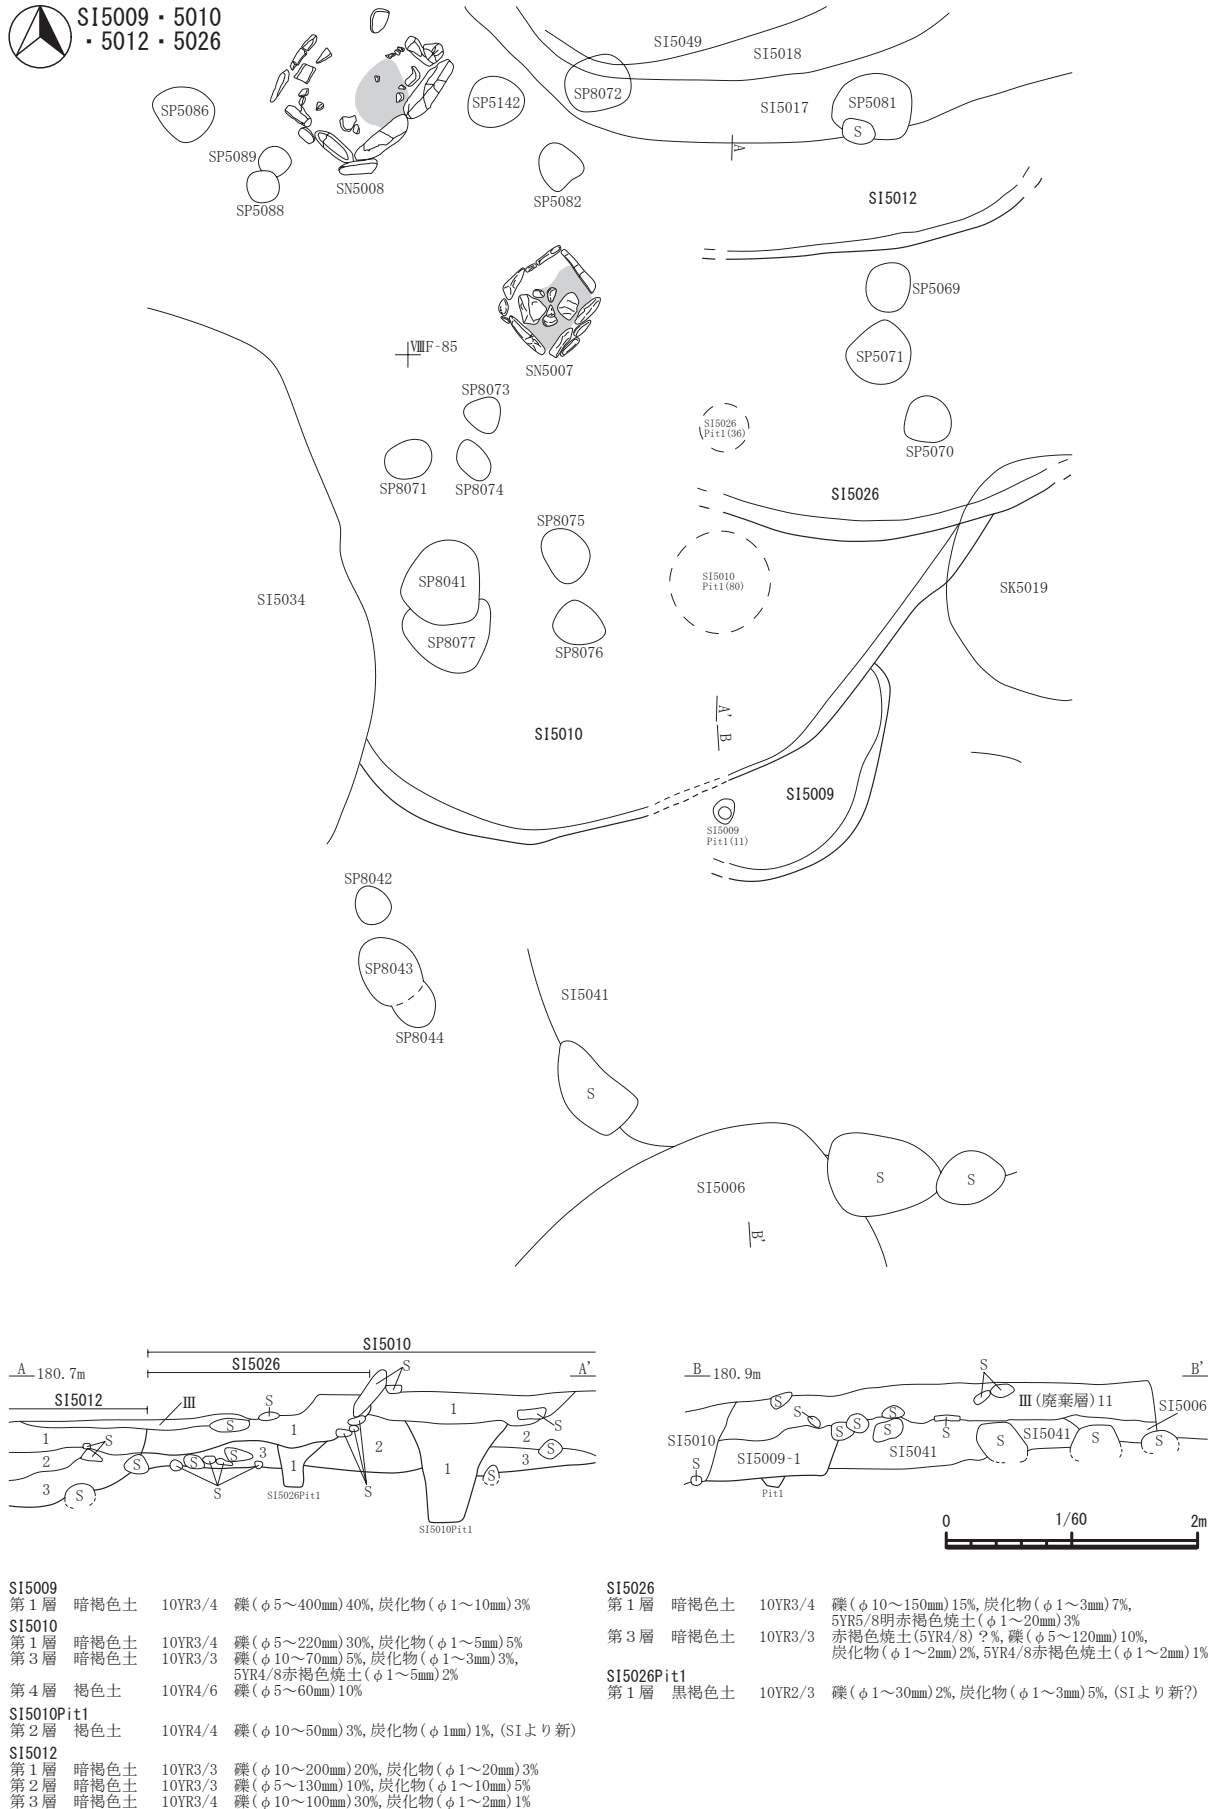 SI5009・5010
・5012・5026
SI5049
SI5018
SP8072
SP5086
SP5142
SI5017
SP5081
S
A
SP5089
SN5008
SP5088
SP5082
SI5012
SP5069
ⅧF-85
SP5071
SN5007
SP8073
SI5026
Pit1(36)
SP5070
SP8071
SP8074
SI5026
SP8075
SP8041
SI5010
Pit1(80)
SK5019
SI5034
SP8077
SP8076
A'
B
SI5010
SI5009
SI5009
Pit1(11)
SP8042
SP8043
SI5041
SP8044
S
S
S
SI5006
B'
SI5010
SI5026
A 180.7m
A'
S
SI5012
Ⅲ
S
S
1
1
1
S
2
2
S
3
2
3
S
S
S
S
1
1
3
S
S
S
S
SI5026Pit1
SI5010Pit1
B 180.9m
B'
S
S
Ⅲ(廃棄層)11
SI5006
S
S
S
S
S
S
SI5010
S
SI5041
S
S
SI5009-1
SI5041
S
Pit1
0
1/60
2m
SI5009
第1層 暗褐色土 10YR3/4 礫(φ5～400㎜)40%,炭化物(φ1～10㎜)3%
SI5010
第1層 暗褐色土 10YR3/4 礫(φ5～220㎜)30%,炭化物(φ1～5㎜)5%
第3層 暗褐色土 10YR3/3 礫(φ10～70㎜)5%,炭化物(φ1～3㎜)3%,
5YR4/8赤褐色焼土(φ1～5㎜)2%
第4層 褐色土 10YR4/6 礫(φ5～60㎜)10%
SI5010Pit1
第2層 褐色土 10YR4/4 礫(φ10～50㎜)3%,炭化物(φ1㎜)1%,(SIより新)
SI5012
第1層 暗褐色土 10YR3/3 礫(φ10～200㎜)20%,炭化物(φ1～20㎜)3%
第2層 暗褐色土 10YR3/3 礫(φ5～130㎜)10%,炭化物(φ1～10㎜)5%
第3層 暗褐色土 10YR3/4 礫(φ10～100㎜)30%,炭化物(φ1～2㎜)1%
SI5026
第1層 暗褐色土 10YR3/4 礫(φ10～150㎜)15%,炭化物(φ1～3㎜)7%,
5YR5/8明赤褐色焼土(φ1～20㎜)3%
第3層 暗褐色土 10YR3/3 赤褐色焼土(5YR4/8)？%,礫(φ5～120㎜)10%,
炭化物(φ1～2㎜)2%,5YR4/8赤褐色焼土(φ1～2㎜)1%
SI5026Pit1
第1層 黒褐色土 10YR2/3 礫(φ1～30㎜)2%,炭化物(φ1～3㎜)5%,(SIより新?)